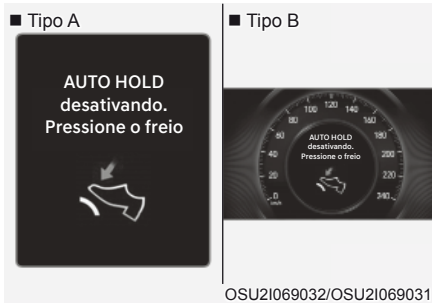 ■ Tipo A
AUTO HOLD
desativando.
Pressione o freio
■ Tipo B
0
20
40
60
80
100
120
140
160
180
200
220
240
km/h
AUTO HOLD
desativando.
Pressione o freio
OSU2I069032/OSU2I069031